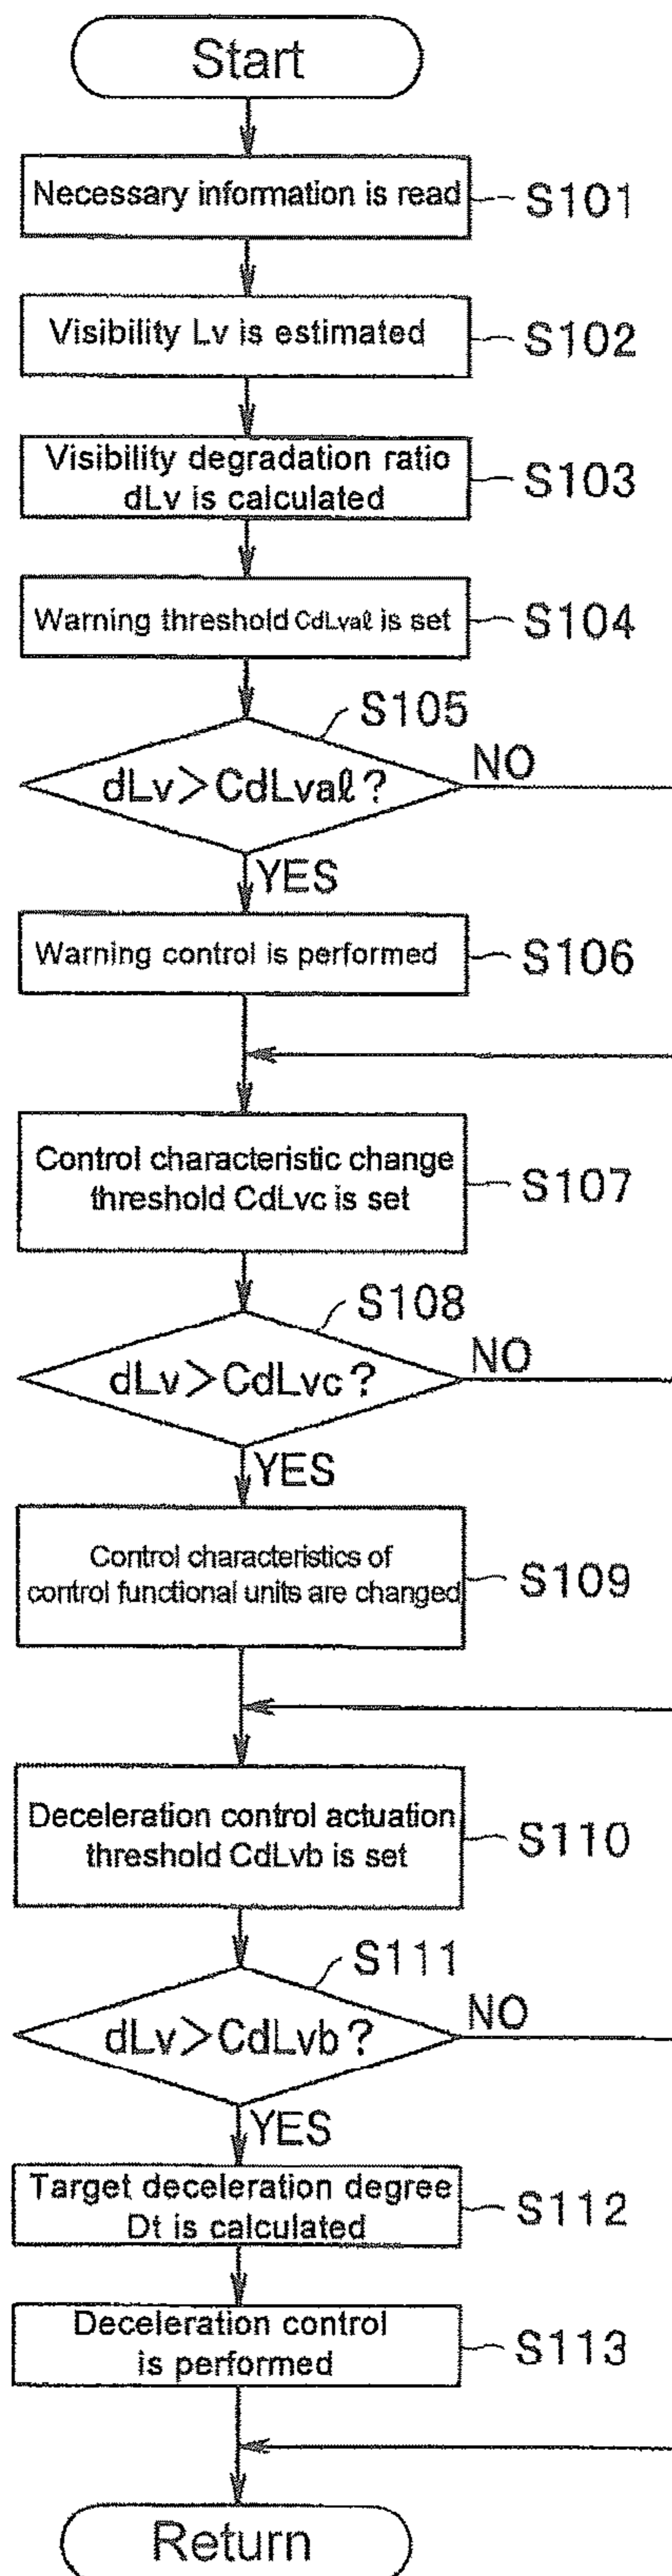 Start
Necessary information is read
S101
Visibility Lv is estimated
S102
Visibility degradation ratio
dLv is calculated
S103
Warning threshold CdLvaℓ is set
S104
S105
dLv>CdLvaℓ?
NO
YES
Warning control is performed
S106
Control characteristic change
threshold CdLvc is set
S107
S108
dLv>CdLvc?
NO
YES
Control characteristics of
control functional units are changed
S109
Deceleration control actuation
threshold CdLvb is set
S110
S111
dLv>CdLvb?
NO
YES
Target deceleration degree
Dt is calculated
S112
Deceleration control
is performed
S113
Return